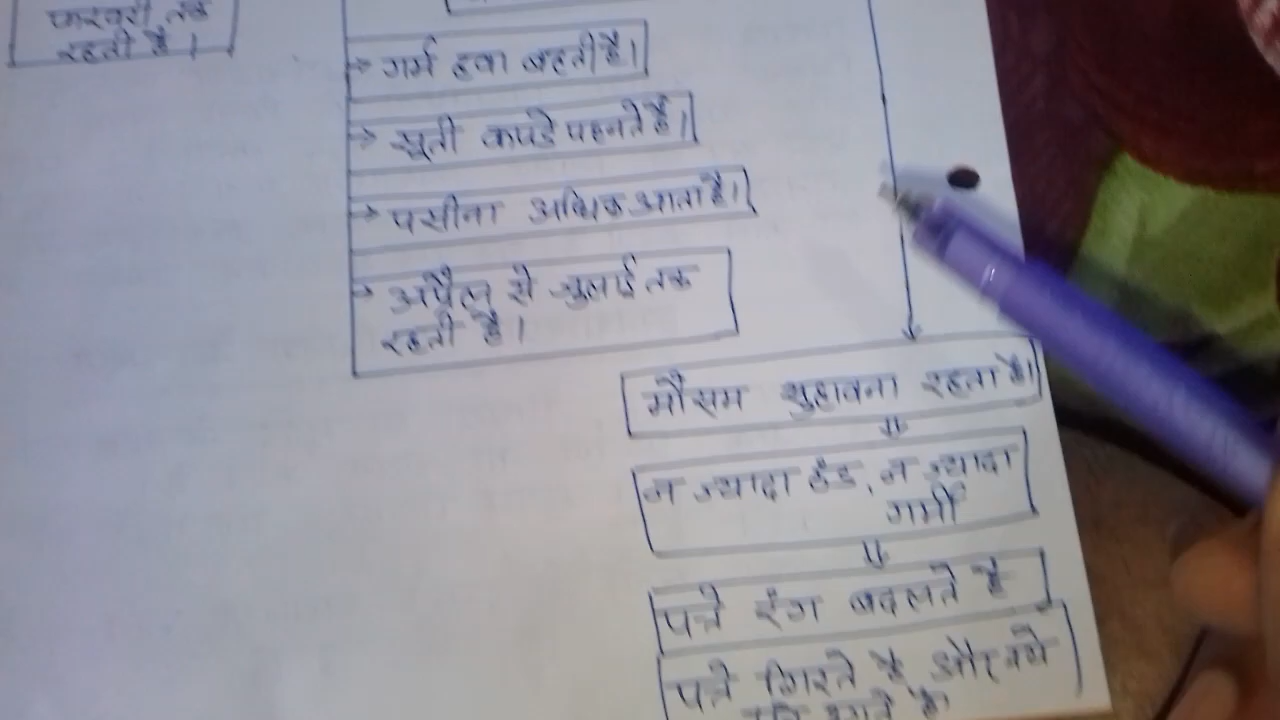 फरवरी तक
रहती है।
गर्म हवा बहती है।
सूती कपडे पहनते है।
पसीना अधिक आता है।
अप्रैल से जुलाई तक
रहती है।
मौसम सुहावना रहता है।
न ज्यादा ठंड, न ज्यादा
गर्मी
पत्ते रंग बदलते है
पत्ते गिरते है और नये